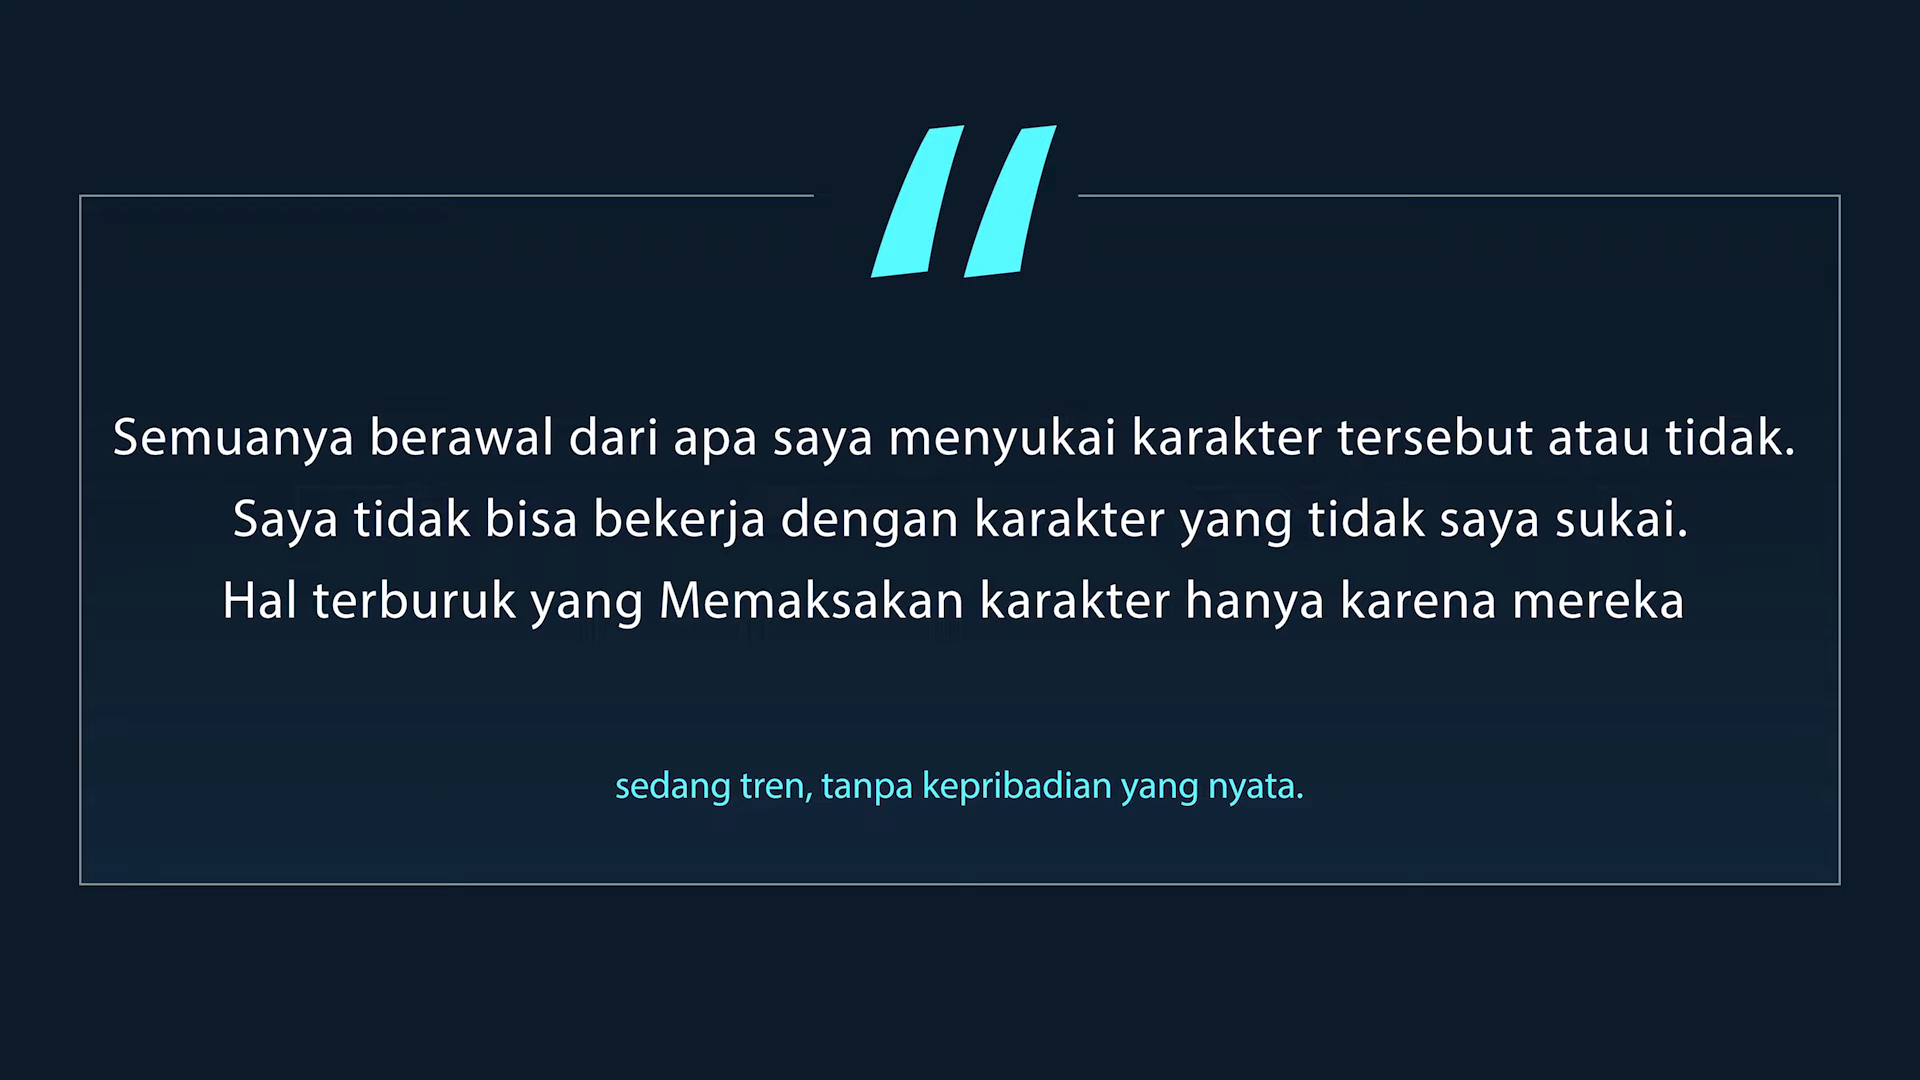 Semuanya berawal dari apa saya menyukai karakter tersebut atau tidak.
Saya tidak bisa bekerja dengan karakter yang tidak saya sukai.
Hal terburuk yang Memaksakan karakter hanya karena mereka
sedang tren, tanpa kepribadian yang nyata.